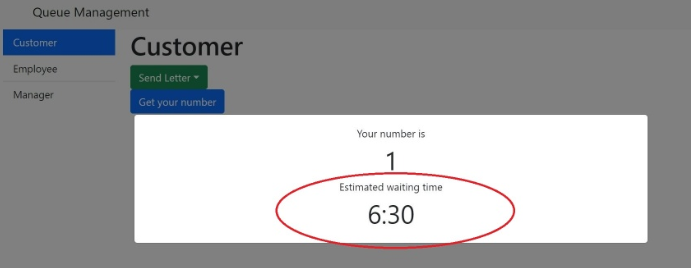 Queue Management
Customer
Employee
Manager
Customer
Send Letter
Get your number
Your number is
1
Estimated waiting time
6:30